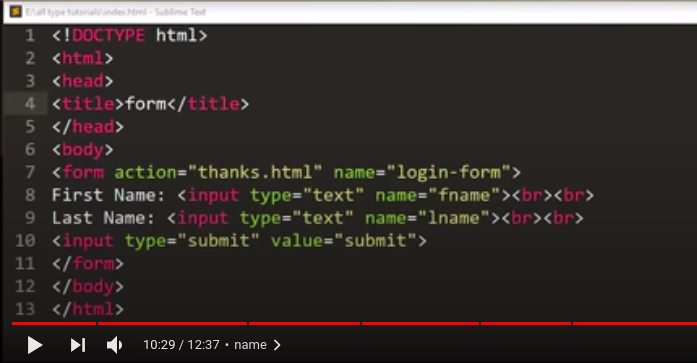 E:\all type tutorials\index.html - Sublime Text
1 <!DOCTYPE html>
2 <html>
3 <head>
4 <title>form</title>
5 </head>
6 <body>
7 <form action="thanks.html" name="login-form">
8 First Name: <input type="text" name="fname"><br><br>
9 Last Name: <input type="text" name="lname"><br><br>
10 <input type="submit" value="submit">
11 </form>
12 </body>
13 </html>
10:29 / 12:37 • name